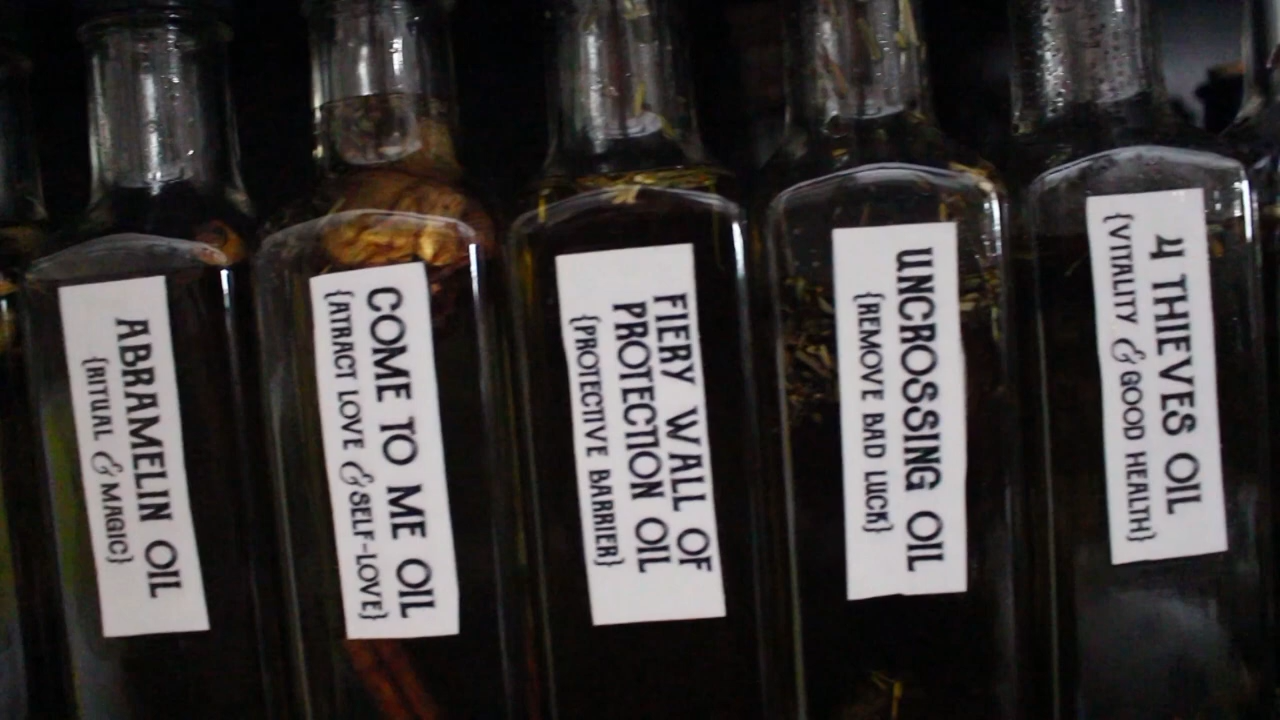 ABRAMELIN OIL
{RITUAL & MAGIC}
COME TO ME OIL
{ATRACT LOVE & SELF-LOVE}
FIERY WALL OF
PROTECTION OIL
{PROTECTIVE BARRIER}
UNCROSSING OIL
{REMOVE BAD LUCK}
4 THIEVES OIL
{VITALITY & GOOD HEALTH}